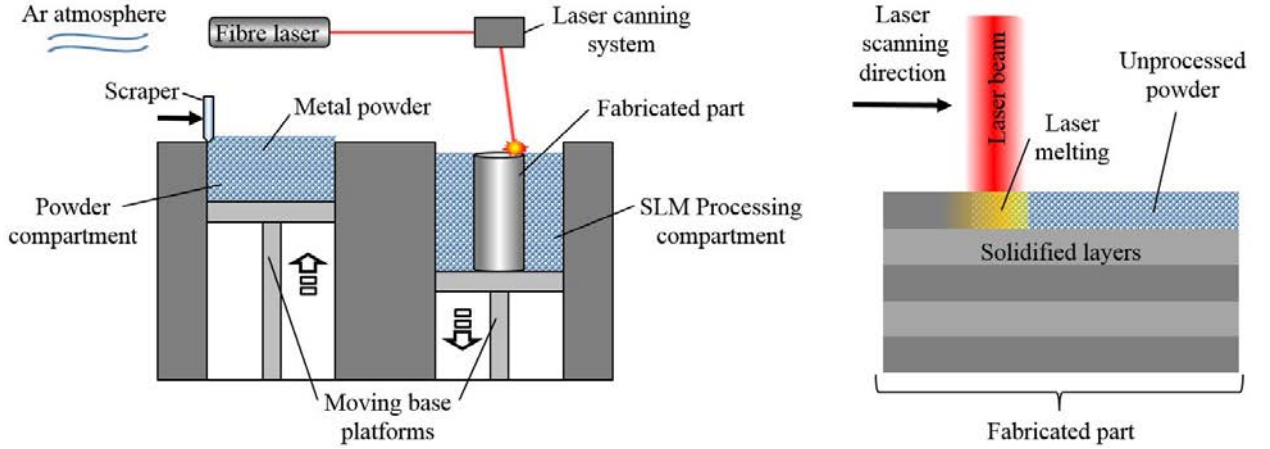 Ar atmosphere
Fibre laser
Laser canning
system
Scraper
Metal powder
Fabricated part
Powder
compartment
SLM Processing
compartment
Moving base
platforms
Laser
scanning
direction
Laser beam
Unprocessed
powder
Laser
melting
Solidified layers
Fabricated part